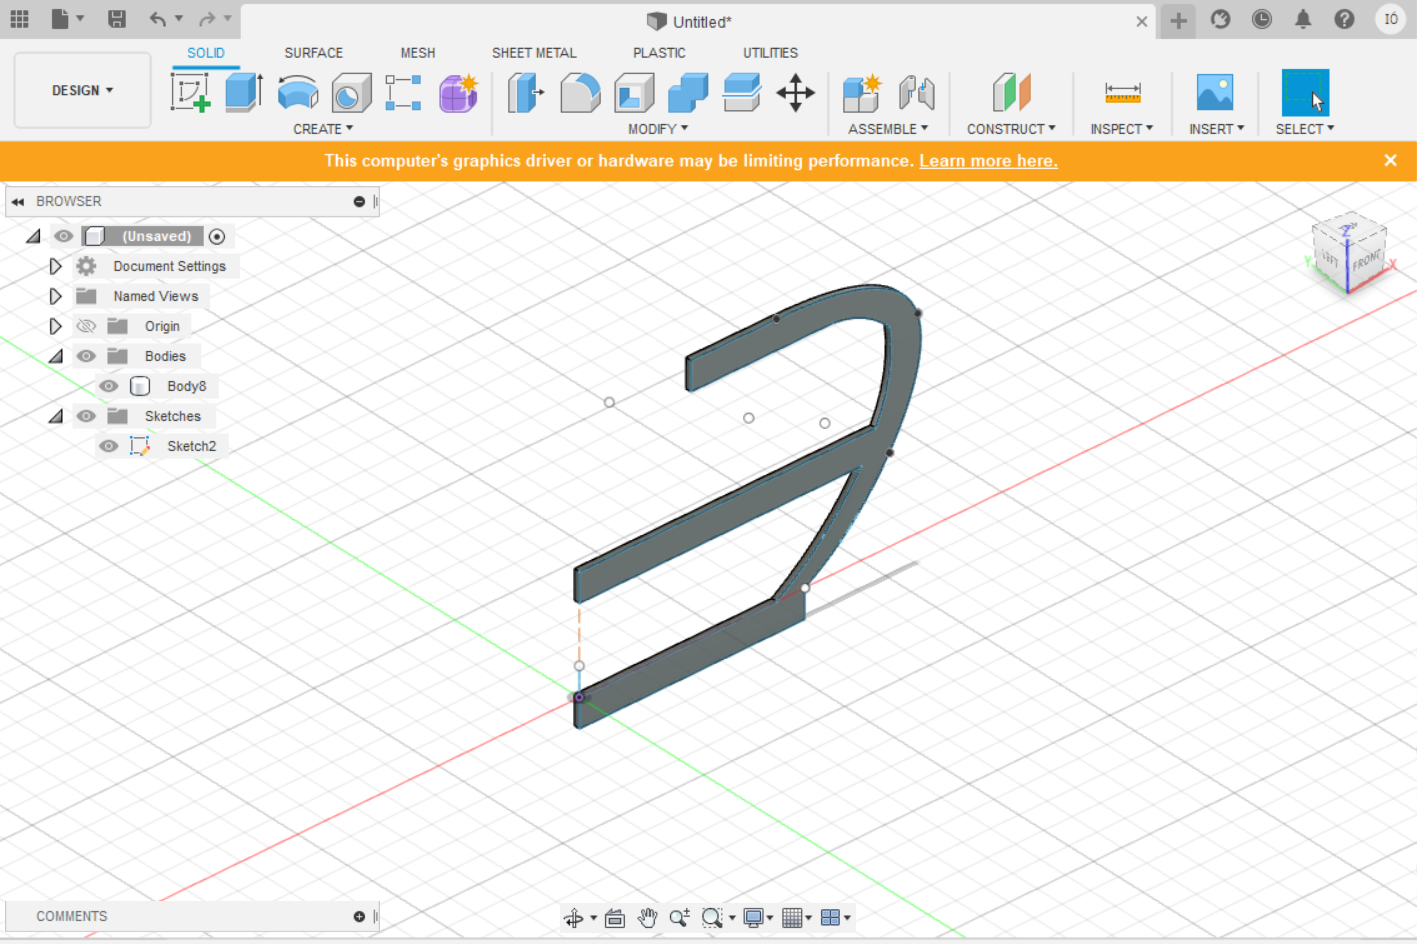 Untitled*
IÓ
SOLID SURFACE MESH SHEET METAL PLASTIC UTILITIES
DESIGN
CREATE MODIFY ASSEMBLE CONSTRUCT INSPECT INSERT SELECT
This computer's graphics driver or hardware may be limiting performance. Learn more here.
BROWSER
(Unsaved)
Document Settings
Named Views
Origin
Bodies
Body8
Sketches
Sketch2
Z
LEFT FRONT
Y X
COMMENTS